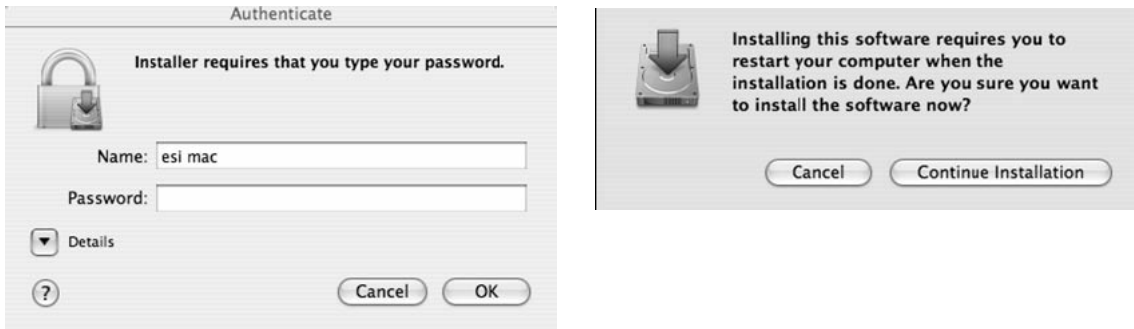 Authenticate
Installer requires that you type your password.
Name: esi mac
Password:
Details
?
Cancel OK
Installing this software requires you to
restart your computer when the
installation is done. Are you sure you want
to install the software now?
Cancel Continue Installation